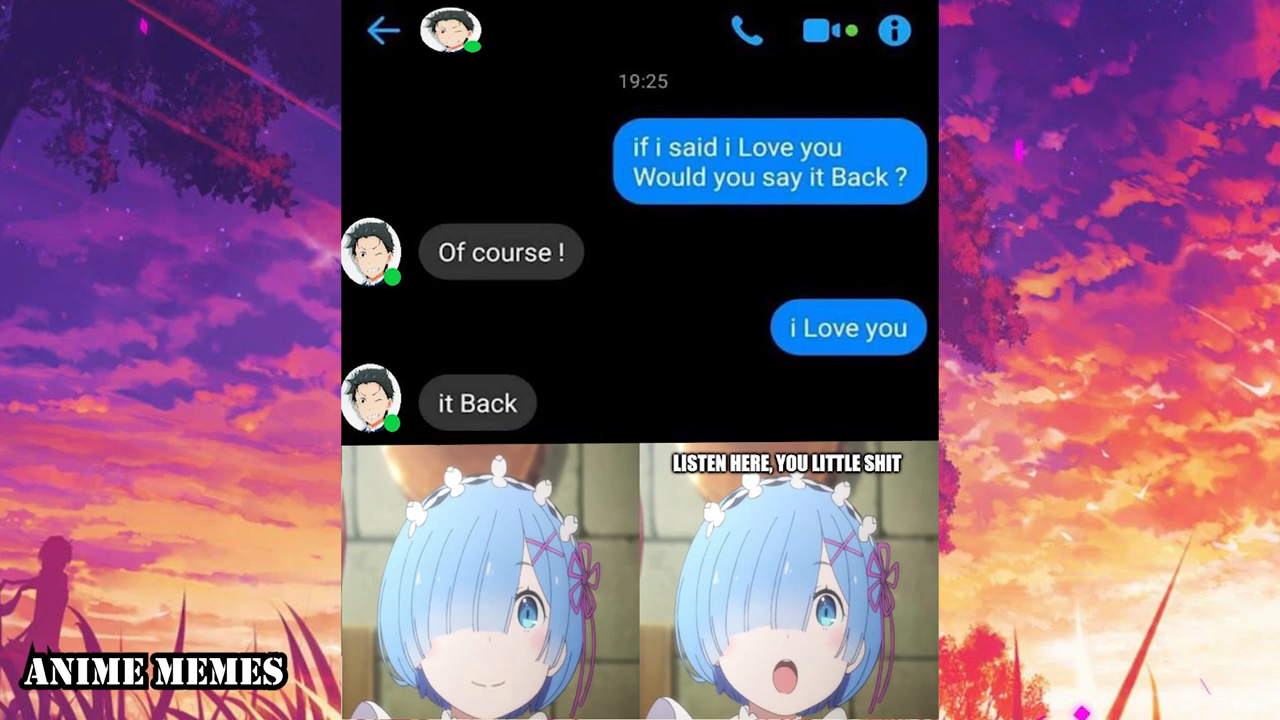 19:25
if i said i Love you
Would you say it Back ?
Of course !
i Love you
it Back
LISTEN HERE, YOU LITTLE SHIT
ANIME MEMES